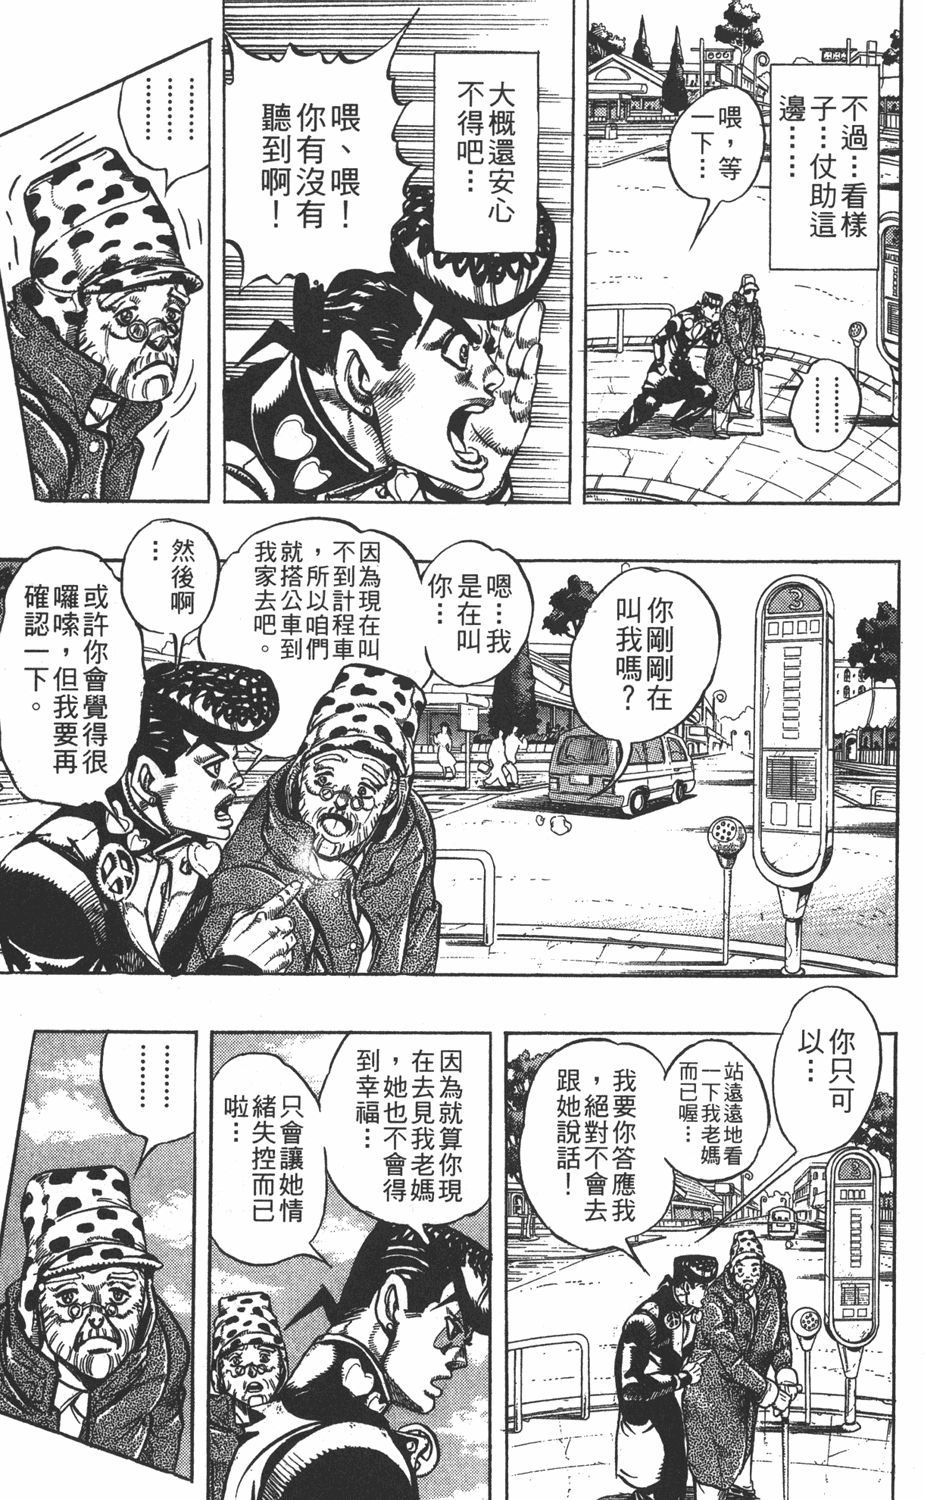 不過…看樣
子…仗助這
邊……
喂，等
一下…
………
………
大概還安心
不得吧…
喂、喂！
你有沒有
聽到啊！
………
………
你剛剛在
叫我嗎？
嗯…我
是在叫
你…
因為現在叫
不到計程車
，所以咱們
就搭公車到
我家去吧。
然後啊
…
或許你會覺得很
囉嗦，但我要再
確認一下。
3
你只可
以…
站遠遠地看
一下我老媽
而已喔…
我要你答應我
，絕對不會去
跟她說話！
3
因為就算你現
在去見我老媽
，她也不會得
到幸福…
只會讓她情
緒失控而已
啦…
………
………